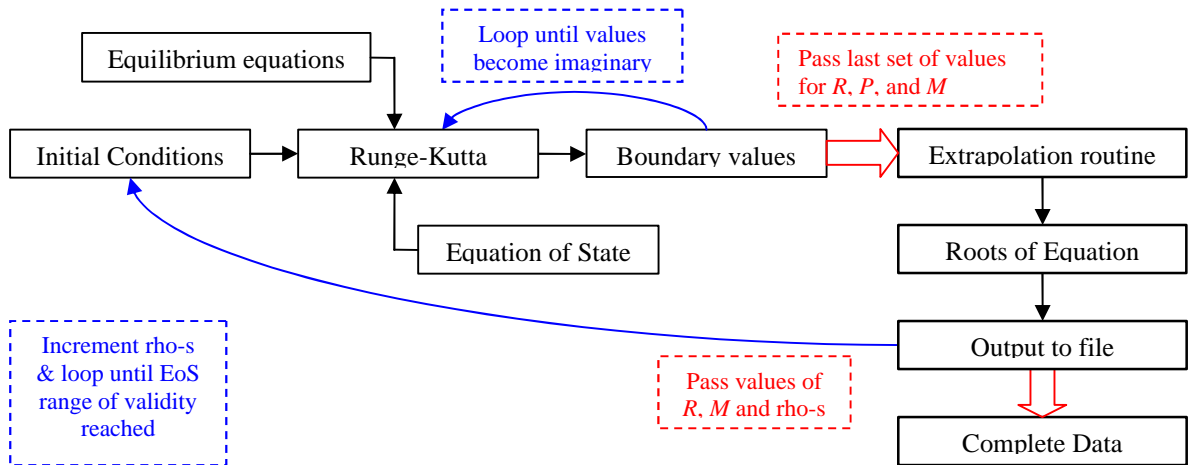 Equilibrium equations
Loop until values
become imaginary
Pass last set of values
for R, P, and M
Initial Conditions
Runge-Kutta
Boundary values
Extrapolation routine
Equation of State
Roots of Equation
Increment rho-s
& loop until EoS
range of validity
reached
Output to file
Pass values of
R, M and rho-s
Complete Data